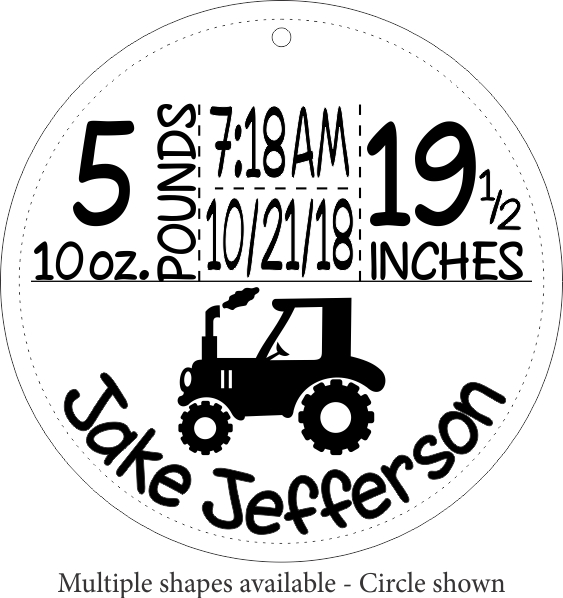 5 POUNDS
10 oz.
7:18AM
10/21/18
19 1/2
INCHES
Jake Jefferson
Multiple shapes available - Circle shown